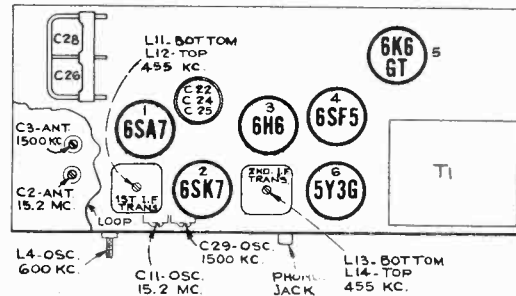 L11-BOTTOM
L12-TOP
455 KC.
C28
C26
C22
C24
C25
6K6
GT
5
1
6SA7
3
6H6
4
6SF5
C3-ANT.
1500 KC.
C2-ANT.
15.2 MC.
1ST. I.F
TRANS
2
6SK7
2ND. I.F
TRANS
6
5Y3G
T1
LOOP
L4-OSC.
600 KC.
C11-OSC.
15.2 MC.
C29-OSC.
1500 KC.
JACK
L13-BOTTOM
L14-TOP
455 KC.